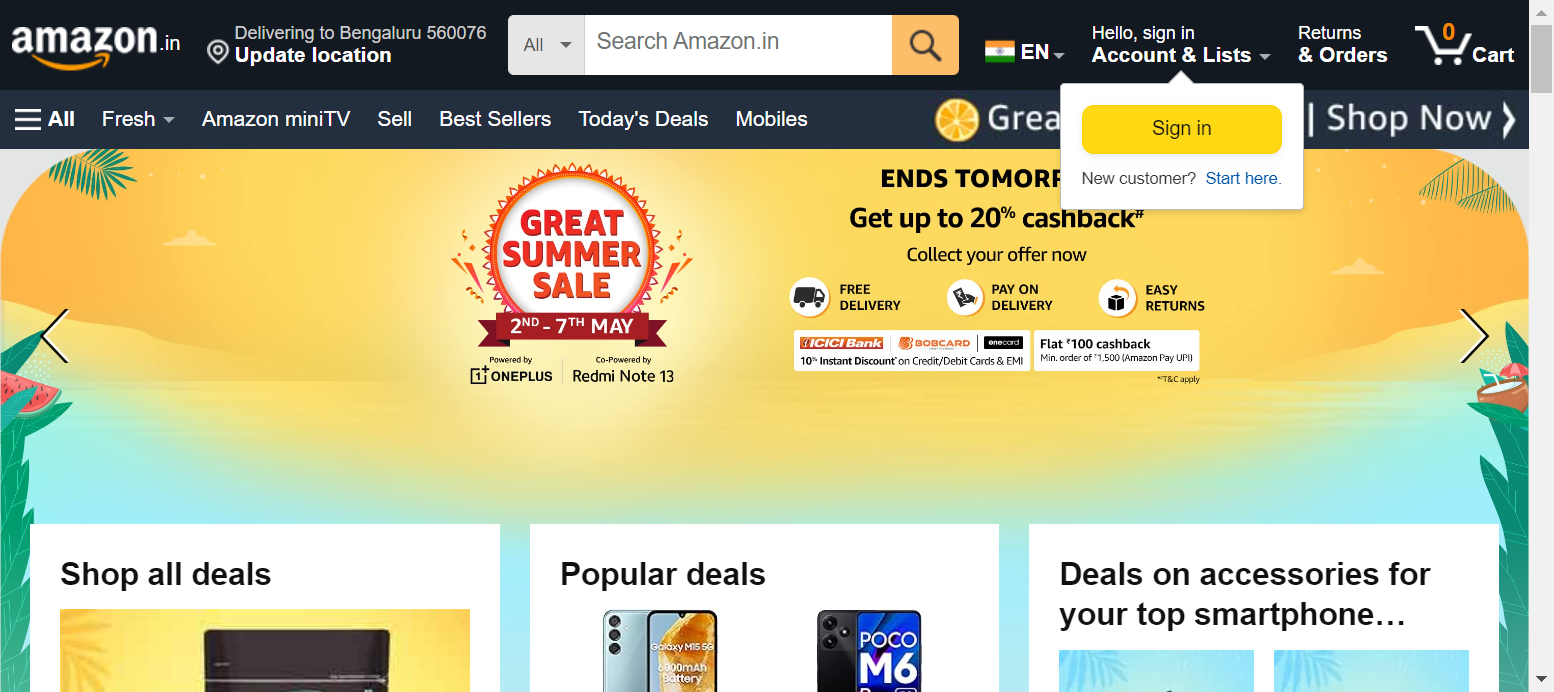 amazon.in
Delivering to Bengaluru 560076
Update location
All
Search Amazon.in
EN
Hello, sign in
Account & Lists
Returns
& Orders
0
Cart
All
Fresh
Amazon miniTV
Sell
Best Sellers
Today's Deals
Mobiles
Grea
| Shop Now
Sign in
New customer? Start here.
GREAT
SUMMER
SALE
2ND - 7TH MAY
Powered by
1+ ONEPLUS
Co-Powered by
Redmi Note 13
ENDS TOMORR
Get up to 20% cashback#
Collect your offer now
FREE
DELIVERY
PAY ON
DELIVERY
EASY
RETURNS
ICICI Bank
BOBCARD
onecard
10% Instant Discount* on Credit/Debit Cards & EMI
Flat ₹100 cashback
Min. order of ₹1,500 (Amazon Pay UPI)
T&C apply
Shop all deals
Popular deals
Galaxy M15 5G
6000mAh
Battery
POCO
M6
Deals on accessories for
your top smartphone…